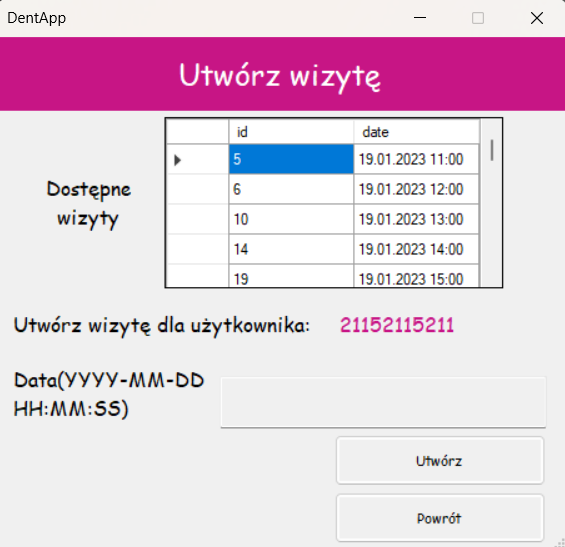 DentApp
Utwórz wizytę
id date
5 19.01.2023 11:00
6 19.01.2023 12:00
10 19.01.2023 13:00
14 19.01.2023 14:00
19 19.01.2023 15:00
Dostępne
wizyty
Utwórz wizytę dla użytkownika: 21152115211
Data(YYYY-MM-DD
HH:MM:SS)
Utwórz
Powrót